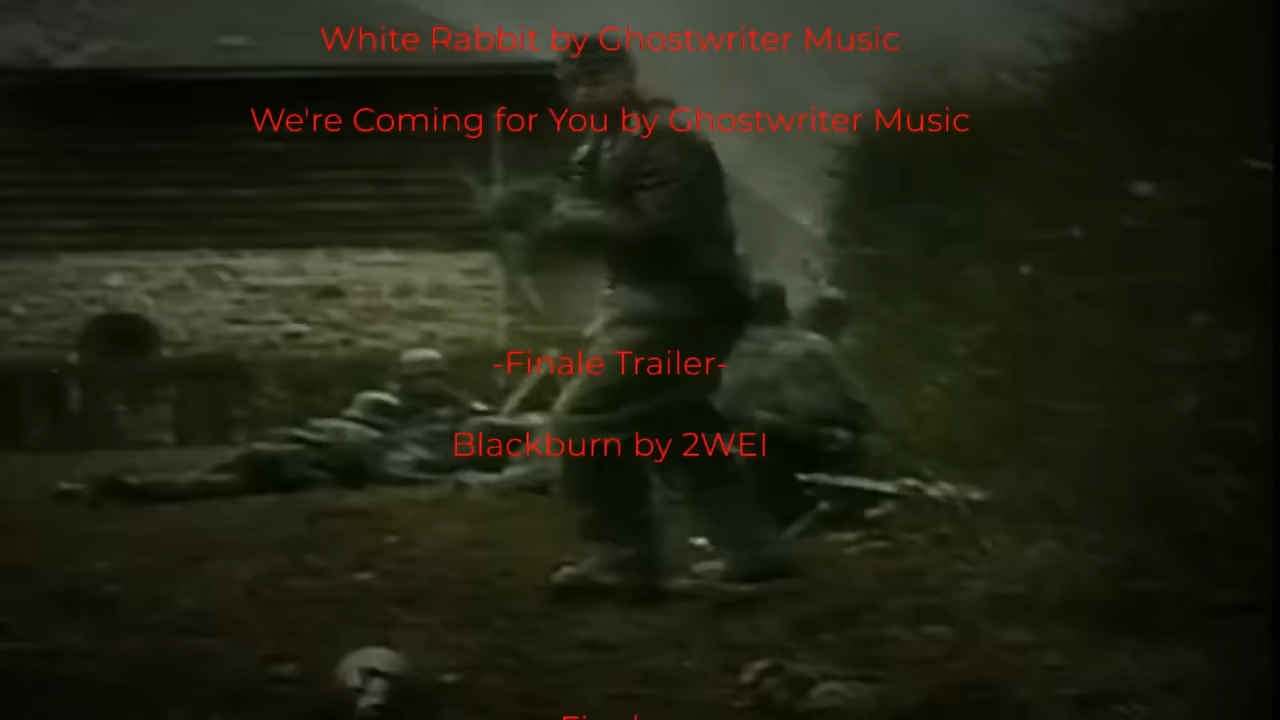 White Rabbit by Ghostwriter Music
We're Coming for You by Ghostwriter Music
-Finale Trailer-
Blackburn by 2WEI